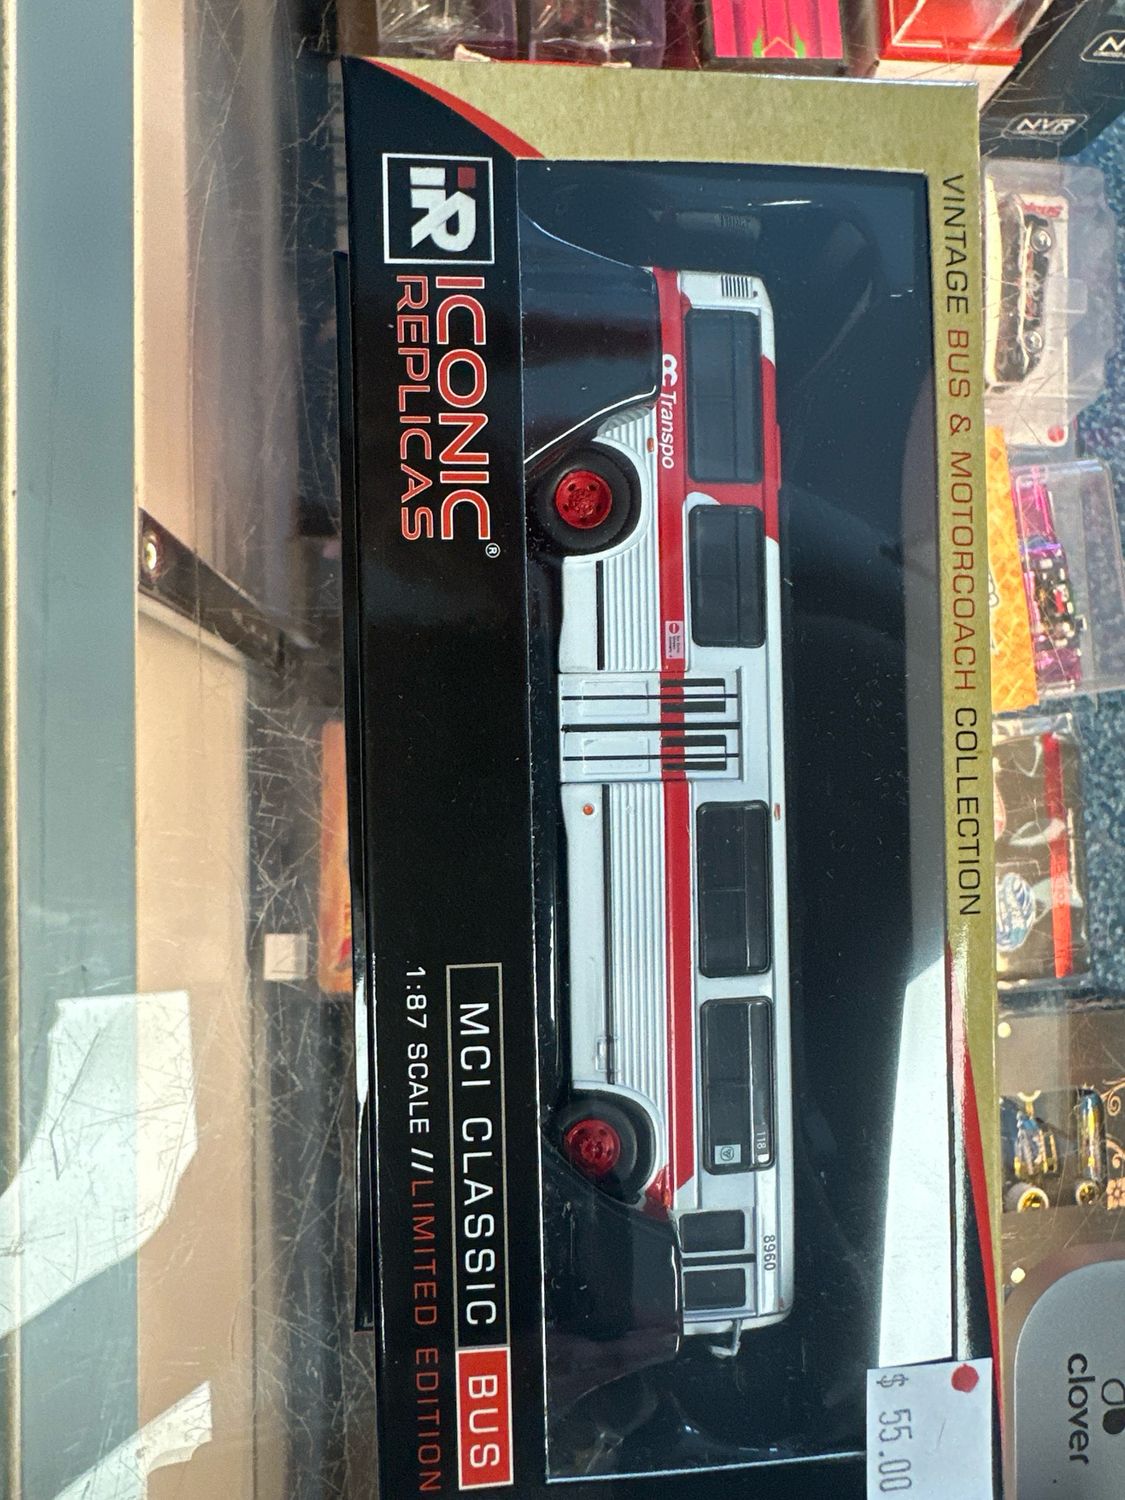 VINTAGE BUS & MOTORCOACH COLLECTION
NVR
OC Transpo
118
8960
iR
ICONIC
REPLICAS®
MCI CLASSIC BUS
1:87 SCALE // LIMITED EDITION
$ 55.00
clover